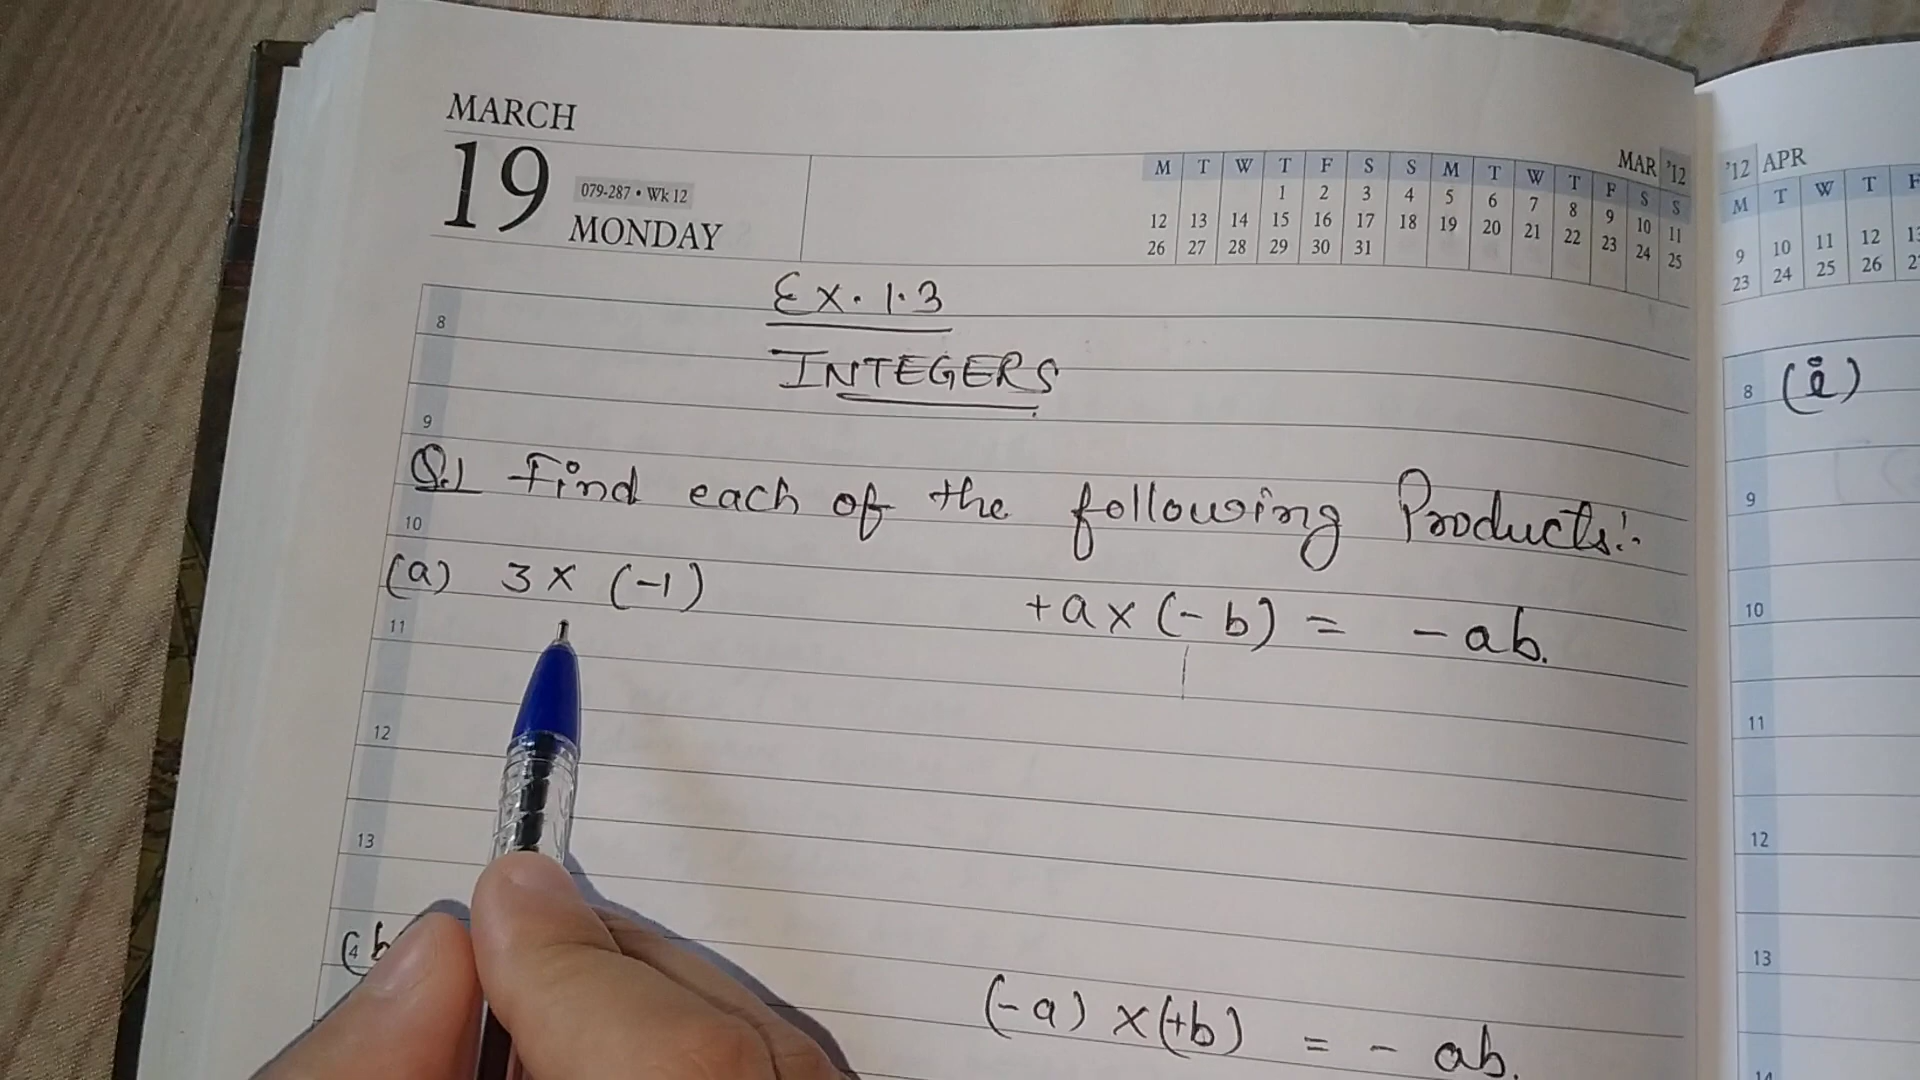 MARCH
19
079-287 • Wk 12
MONDAY
MAR '12
M T W T F S S M T W T F S S
1 2 3 4 5 6 7 8 9 10 11
12 13 14 15 16 17 18 19 20 21 22 23 24 25
26 27 28 29 30 31
Ex. 1.3
8
INTEGERS
9
Q.1 Find each of the following Products:-
10
(a) 3 x (-1)
+a x (-b) = -ab.
11
12
13
(b
(-a) x (+b) = - ab.
'12 APR
M T W T F
9 10 11 12
23 24 25 26
8 (i)
9
10
11
12
13
14